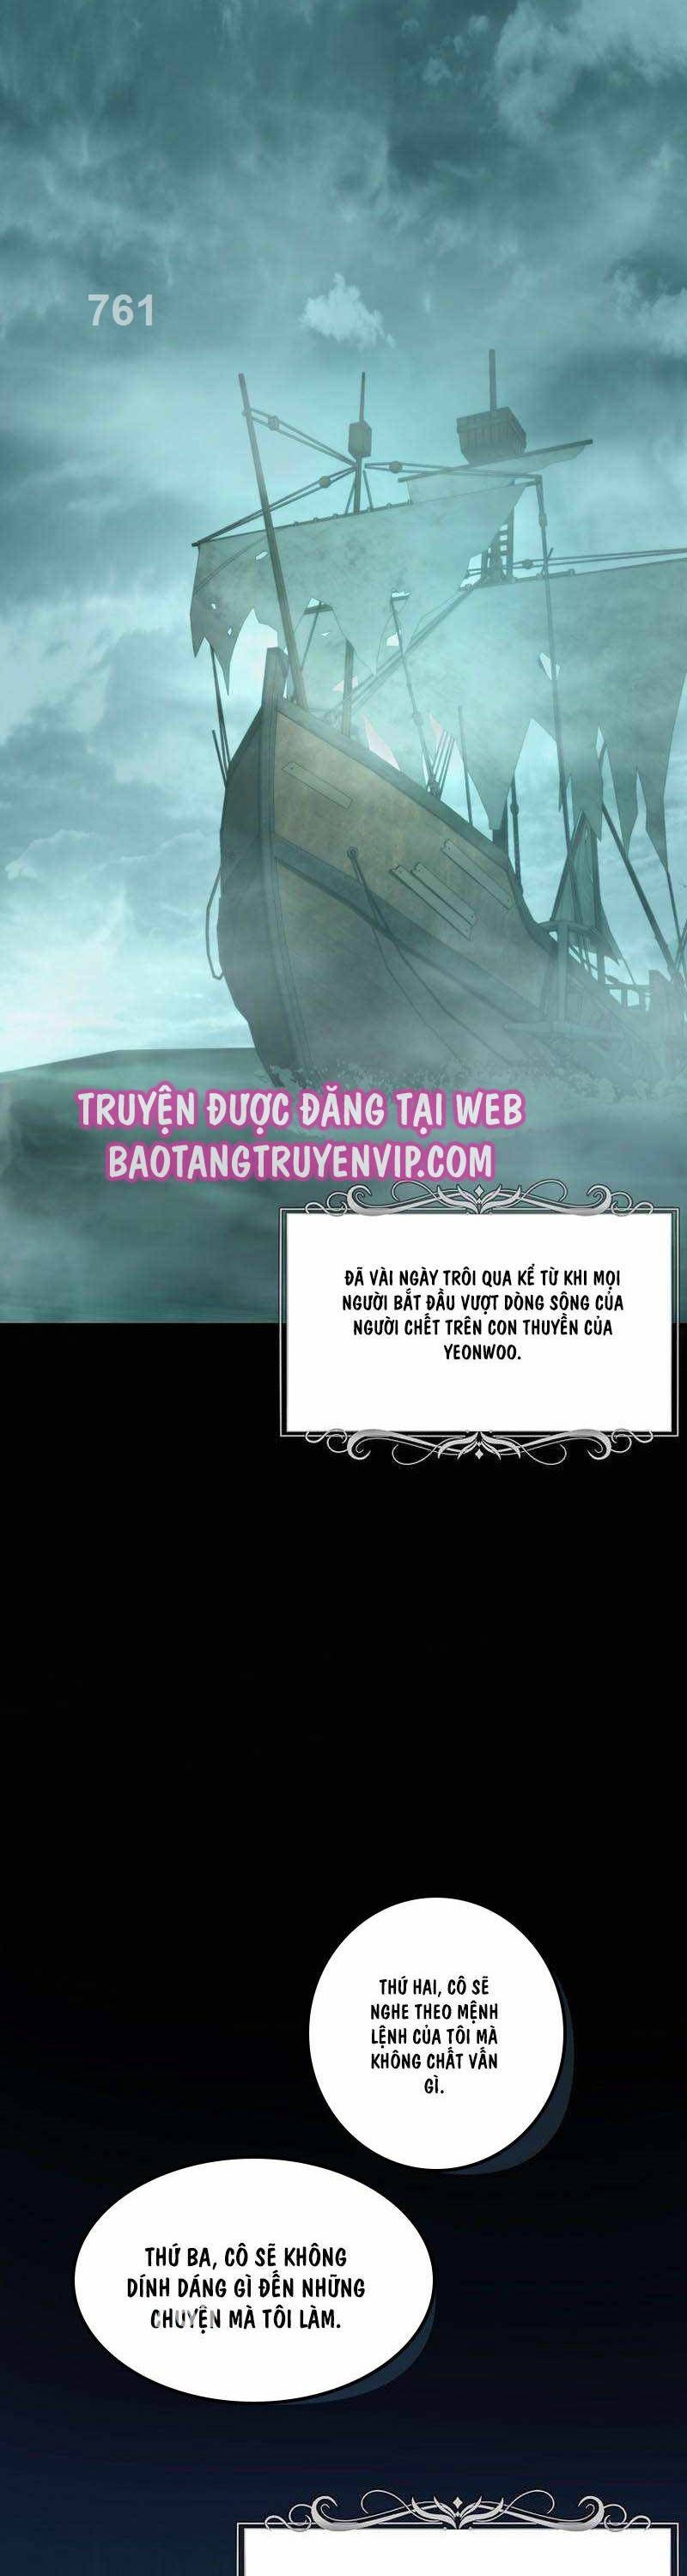 761
TRUYỆN ĐƯỢC ĐĂNG TẠI WEB
BAOTANGTRUYENVIP.COM
ĐÃ VÀI NGÀY TRÔI QUA KỂ TỪ KHI MỌI
NGƯỜI BẮT ĐẦU VƯỢT DÒNG SÔNG CỦA
NGƯỜI CHẾT TRÊN CON THUYỀN CỦA
YEONWOO.
THỨ HAI, CÔ SẼ
NGHE THEO MỆNH
LỆNH CỦA TÔI MÀ
KHÔNG CHẤT VẤN
GÌ.
THỨ BA, CÔ SẼ KHÔNG
DÍNH DÁNG GÌ ĐẾN NHỮNG
CHUYỆN MÀ TÔI LÀM.